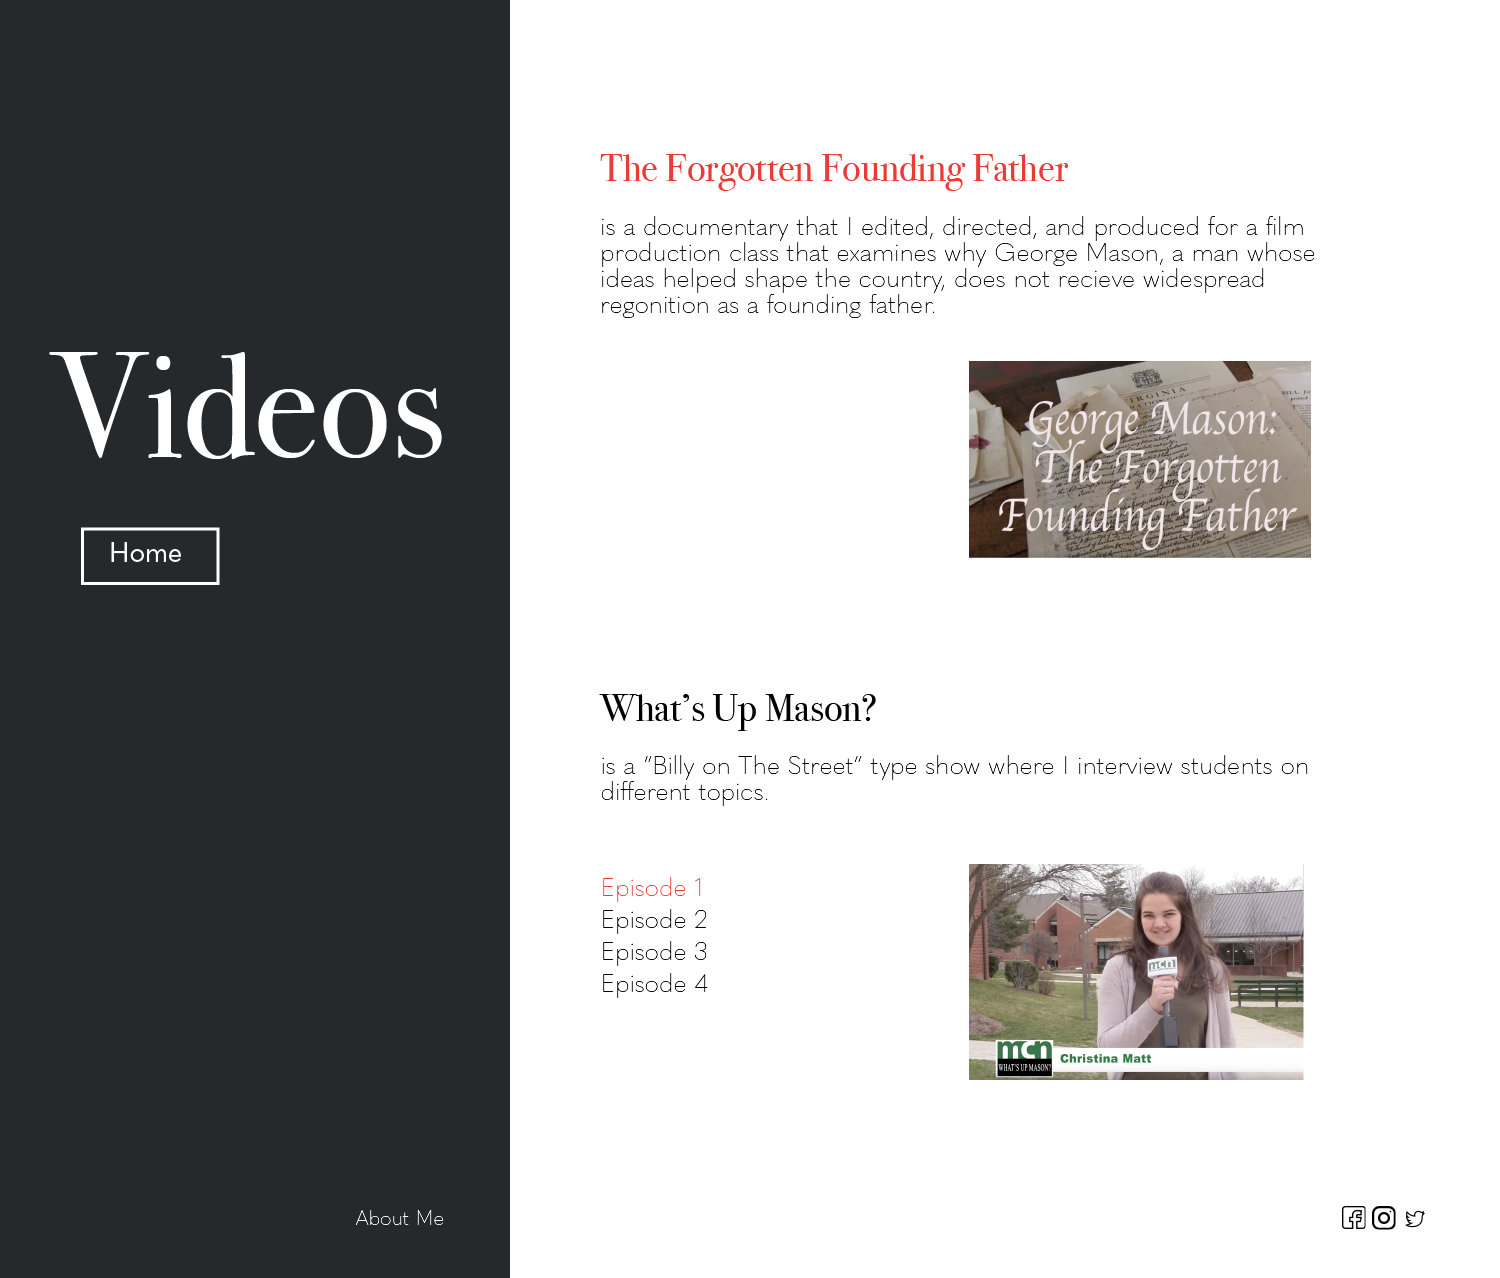 Videos
Home
About Me
The Forgotten Founding Father
is a documentary that I edited, directed, and produced for a film
production class that examines why George Mason, a man whose
ideas helped shape the country, does not recieve widespread
regonition as a founding father.
VIRGINIA
George Mason:
The Forgotten
Founding Father
What's Up Mason?
is a "Billy on The Street" type show where I interview students on
different topics.
Episode 1
Episode 2
Episode 3
Episode 4
mcn
mcn
WHAT'S UP MASON?
Christina Matt